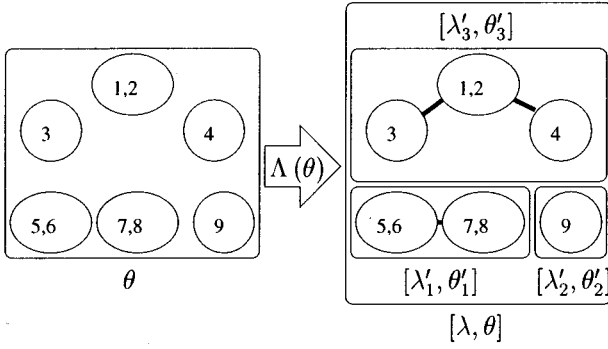 [λ′₃, θ′₃]
1,2
1,2
3
4
3
4
Λ (θ)
5,6
7,8
9
5,6
7,8
9
θ
[λ′₁, θ′₁]
[λ′₂, θ′₂]
[λ, θ]